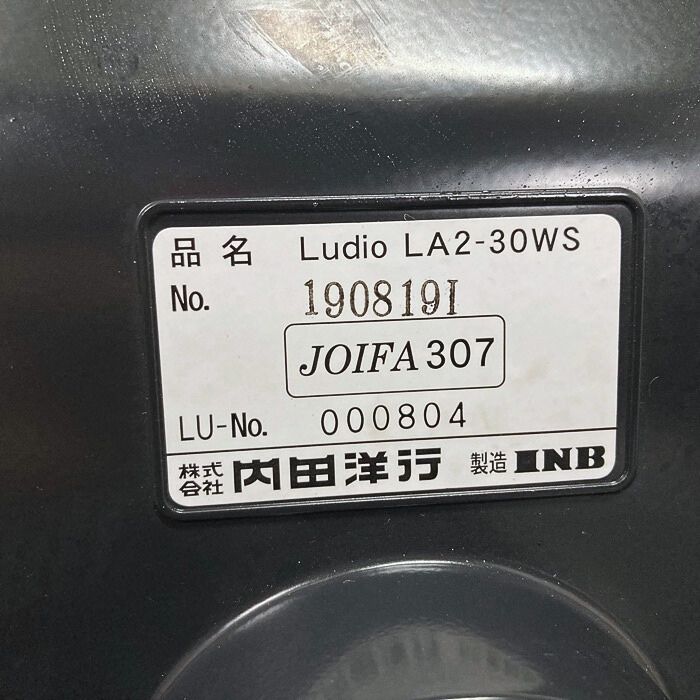 品名 Ludio LA2-30WS
No. 190819I
JOIFA 307
LU-No. 000804
株式会社 内田洋行 製造 INB